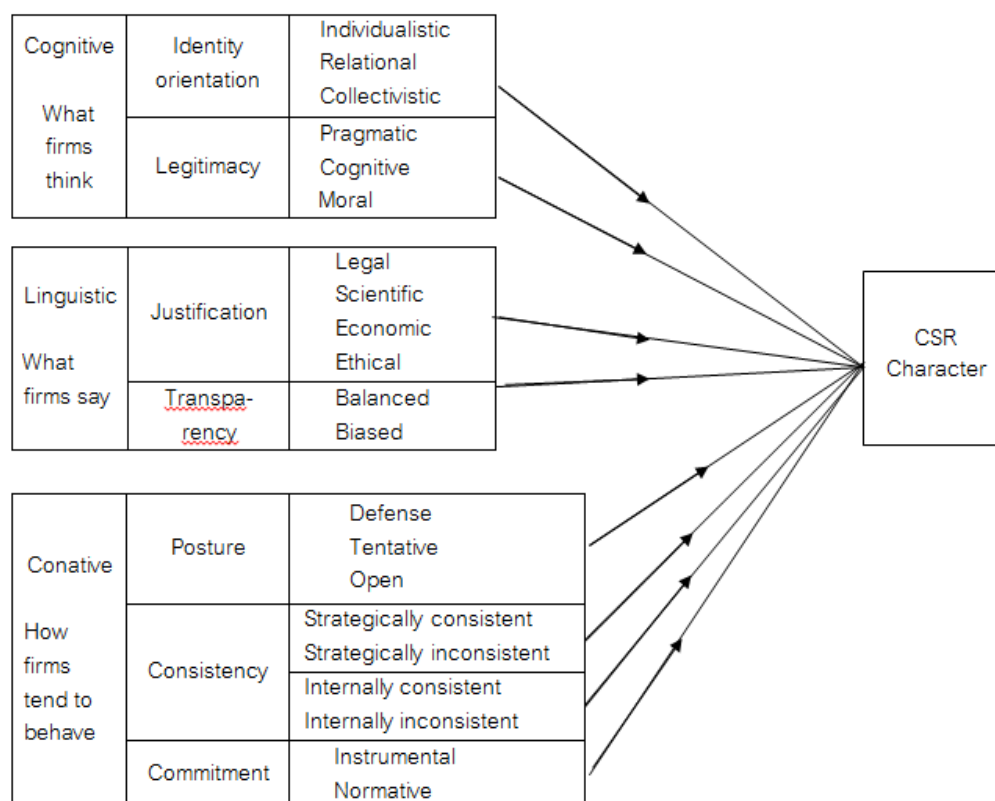 Cognitive
What
firms
think
Identity
orientation
Individualistic
Relational
Collectivistic
Legitimacy
Pragmatic
Cognitive
Moral
Linguistic
What
firms say
Justification
Legal
Scientific
Economic
Ethical
Transpa-
rency
Balanced
Biased
Conative
How
firms
tend to
behave
Posture
Defense
Tentative
Open
Consistency
Strategically consistent
Strategically inconsistent
Internally consistent
Internally inconsistent
Commitment
Instrumental
Normative
CSR
Character